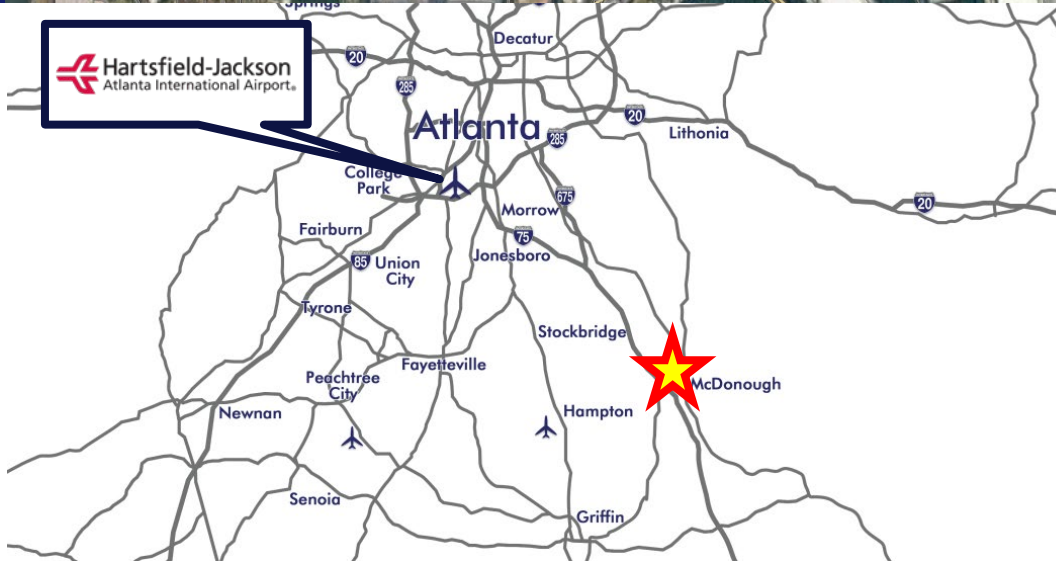 Springs
Decatur
20
Hartsfield-Jackson
Atlanta International Airport®
285
20
Atlanta
285
Lithonia
College
Park
675
20
Morrow
Fairburn
75
Jonesboro
85
Union
City
Tyrone
Stockbridge
Fayetteville
Peachtree
City
McDonough
Newnan
Hampton
Senoia
Griffin